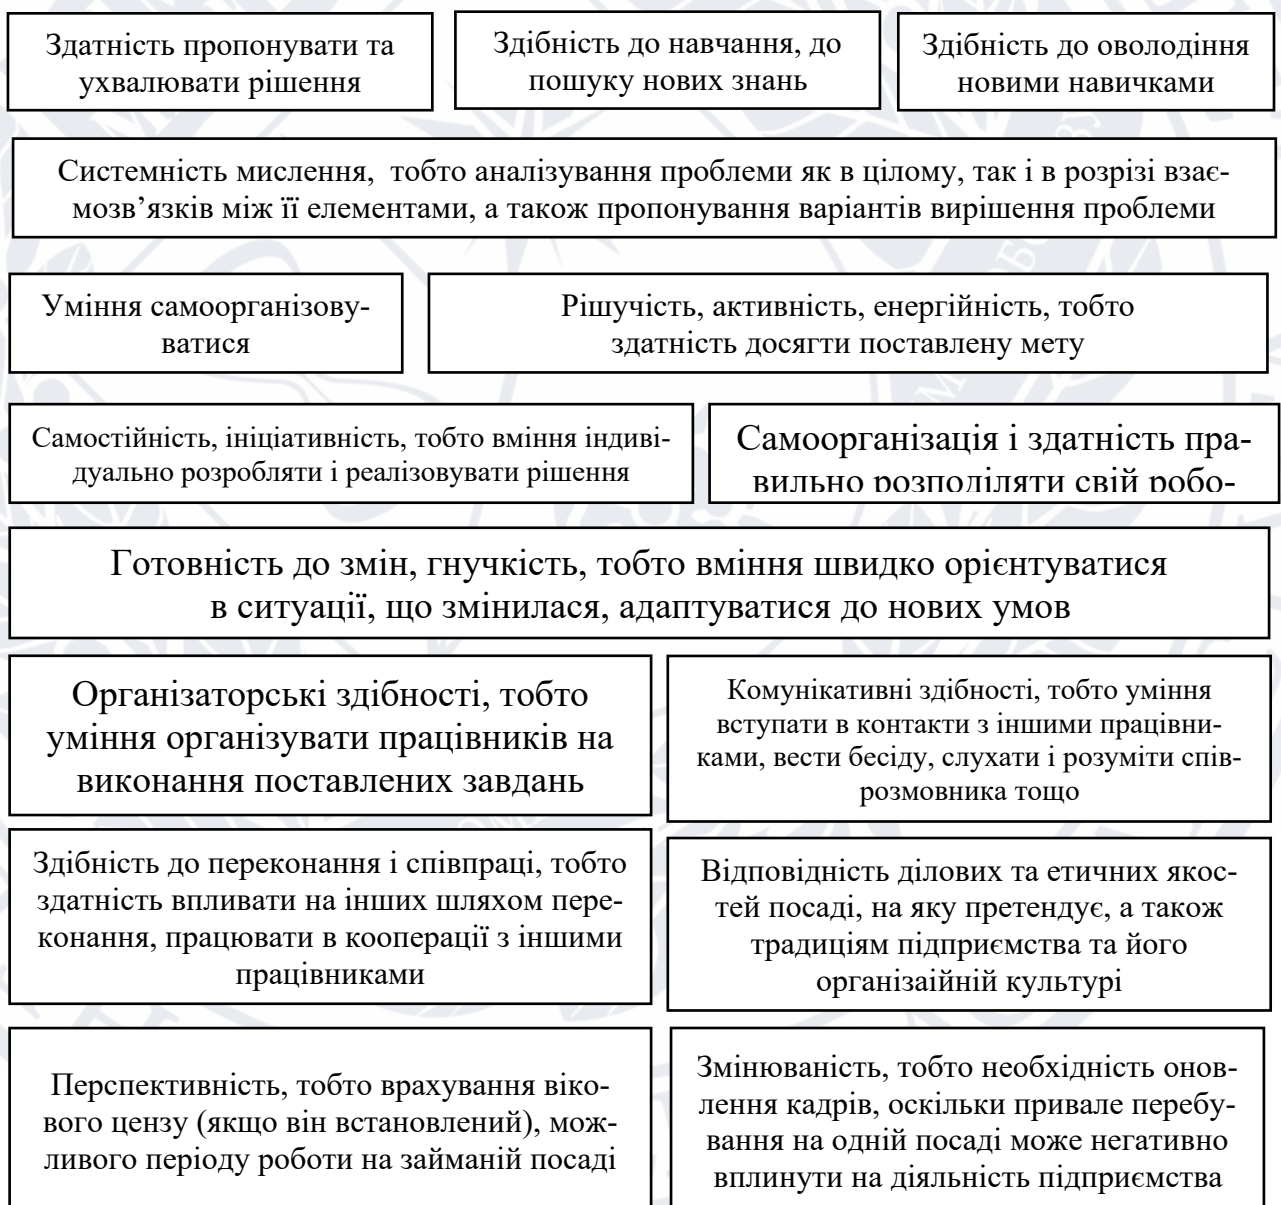 Здатність пропонувати та
ухвалювати рішення
Здібність до навчання, до
пошуку нових знань
Здібність до оволодіння
новими навичками
Системність мислення, тобто аналізування проблеми як в цілому, так і в розрізі взає-
мозв’язків між її елементами, а також пропонування варіантів вирішення проблеми
Уміння самоорганізову-
ватися
Рішучість, активність, енергійність, тобто
здатність досягти поставлену мету
Самостійність, ініціативність, тобто вміння індиві-
дуально розробляти і реалізовувати рішення
Самоорганізація і здатність пра-
вильно розподіляти свій робо-
Готовність до змін, гнучкість, тобто вміння швидко орієнтуватися
в ситуації, що змінилася, адаптуватися до нових умов
Організаторські здібності, тобто
уміння організувати працівників на
виконання поставлених завдань
Комунікативні здібності, тобто уміння
вступати в контакти з іншими працівни-
ками, вести бесіду, слухати і розуміти спів-
розмовника тощо
Здібність до переконання і співпраці, тобто
здатність впливати на інших шляхом пере-
конання, працювати в кооперації з іншими
працівниками
Відповідність ділових та етичних якос-
тей посаді, на яку претендує, а також
традиціям підприємства та його
організаійній культурі
Перспективність, тобто врахування віко-
вого цензу (якщо він встановлений), мож-
ливого періоду роботи на займаній посаді
Змінюваність, тобто необхідність онов-
лення кадрів, оскільки привале перебу-
вання на одній посаді може негативно
вплинути на діяльність підприємства